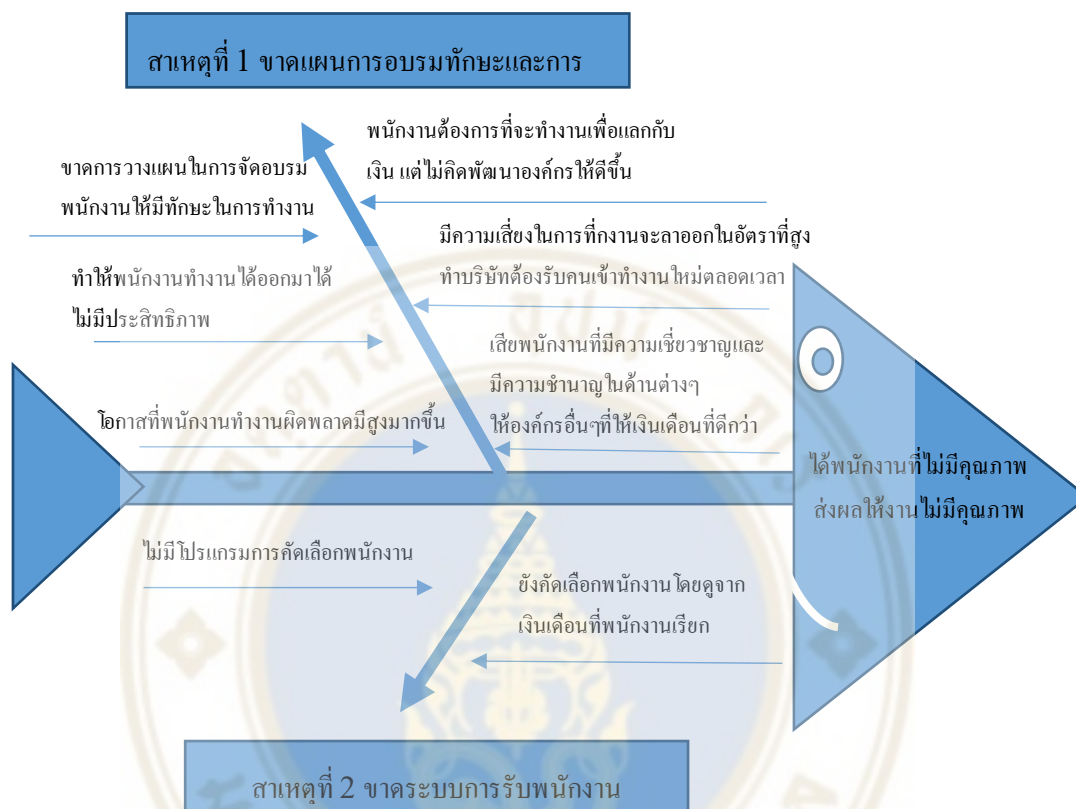 สาเหตุที่ 1 ขาดแผนการอบรมทักษะและการ
พนักงานต้องการที่จะทำงานเพื่อแลกกับ
เงิน แต่ไม่คิดพัฒนาองค์กรให้ดีขึ้น
ขาดการวางแผนในการจัดอบรม
พนักงานให้มีทักษะในการทำงาน
มีความเสี่ยงในการที่กงานจะลาออกในอัตราที่สูง
ทำบริษัทต้องรับคนเข้าทำงานใหม่ตลอดเวลา
ทำให้พนักงานทำงานได้ออกมาได้
ไม่มีประสิทธิภาพ
เสียพนักงานที่มีความเชี่ยวชาญและ
มีความชำนาญในด้านต่างๆ
ให้องค์กรอื่นๆที่ให้เงินเดือนที่ดีกว่า
โอกาสที่พนักงานทำงานผิดพลาดมีสูงมากขึ้น
ได้พนักงานที่ไม่มีคุณภาพ
ส่งผลให้งานไม่มีคุณภาพ
ไม่มีโปรแกรมการคัดเลือกพนักงาน
ยังคัดเลือกพนักงานโดยดูจาก
เงินเดือนที่พนักงานเรียก
สาเหตุที่ 2 ขาดระบบการรับพนักงาน